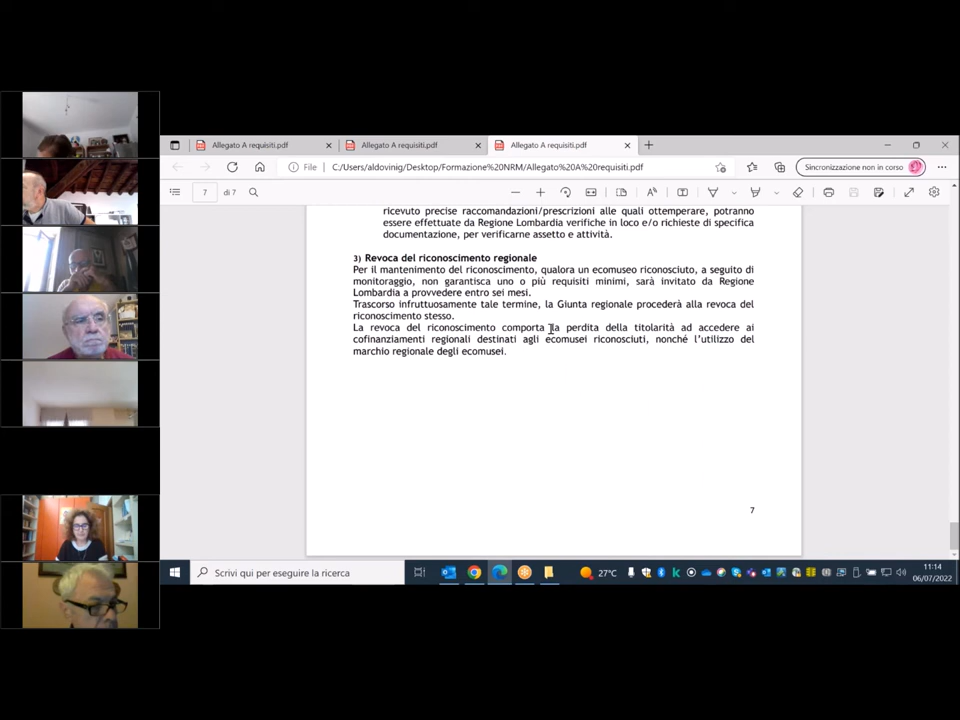 Allegato A requisiti.pdf
Allegato A requisiti.pdf
Allegato A requisiti.pdf
File
C:/Users/aldovinig/Desktop/Formazione%20NRM/Allegato%20A%20requisiti.pdf
Sincronizzazione non in corso
7 di 7
ricevuto precise raccomandazioni/prescrizioni alle quali ottemperare, potranno
essere effettuate da Regione Lombardia verifiche in loco e/o richieste di specifica
documentazione, per verificarne assetto e attività.
3) Revoca del riconoscimento regionale
Per il mantenimento del riconoscimento, qualora un ecomuseo riconosciuto, a seguito di
monitoraggio, non garantisca uno o più requisiti minimi, sarà invitato da Regione
Lombardia a provvedere entro sei mesi.
Trascorso infruttuosamente tale termine, la Giunta regionale procederà alla revoca del
riconoscimento stesso.
La revoca del riconoscimento comporta la perdita della titolarità ad accedere ai
cofinanziamenti regionali destinati agli ecomusei riconosciuti, nonché l'utilizzo del
marchio regionale degli ecomusei.
7
Scrivi qui per eseguire la ricerca
27°C
11:14
06/07/2022